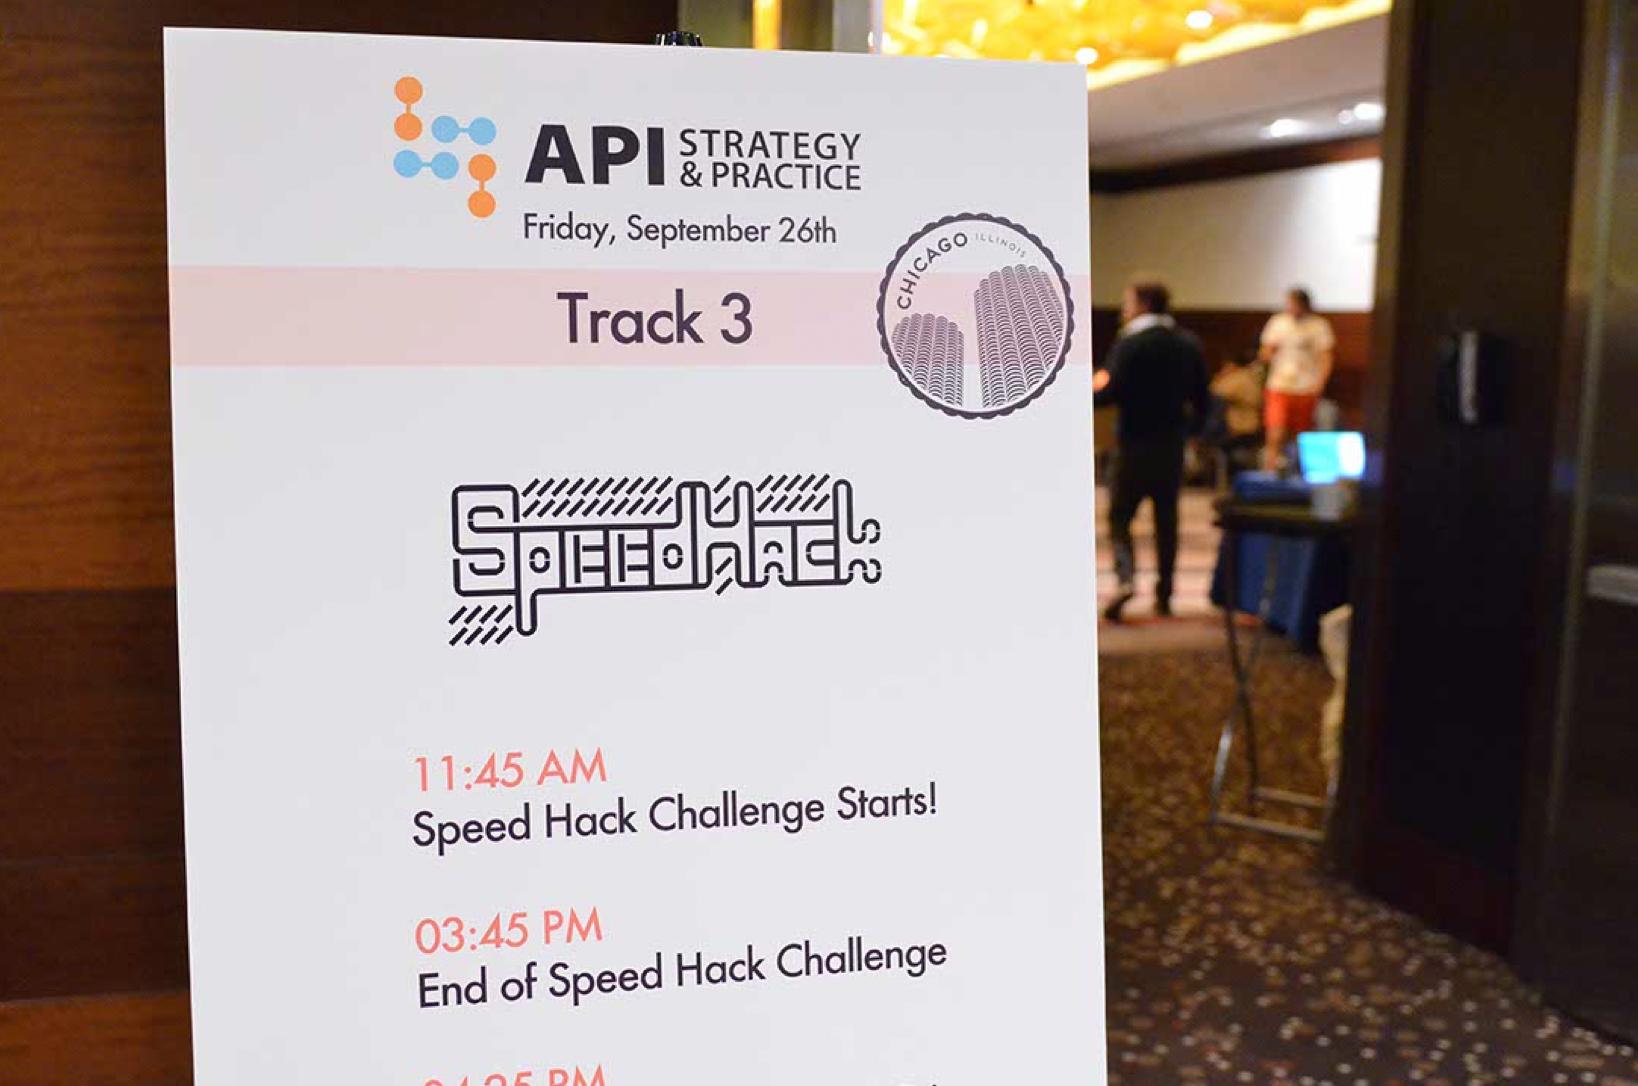 API STRATEGY
& PRACTICE
Friday, September 26th
CHICAGO ILLINOIS
Track 3
SpeedHack
11:45 AM
Speed Hack Challenge Starts!
03:45 PM
End of Speed Hack Challenge